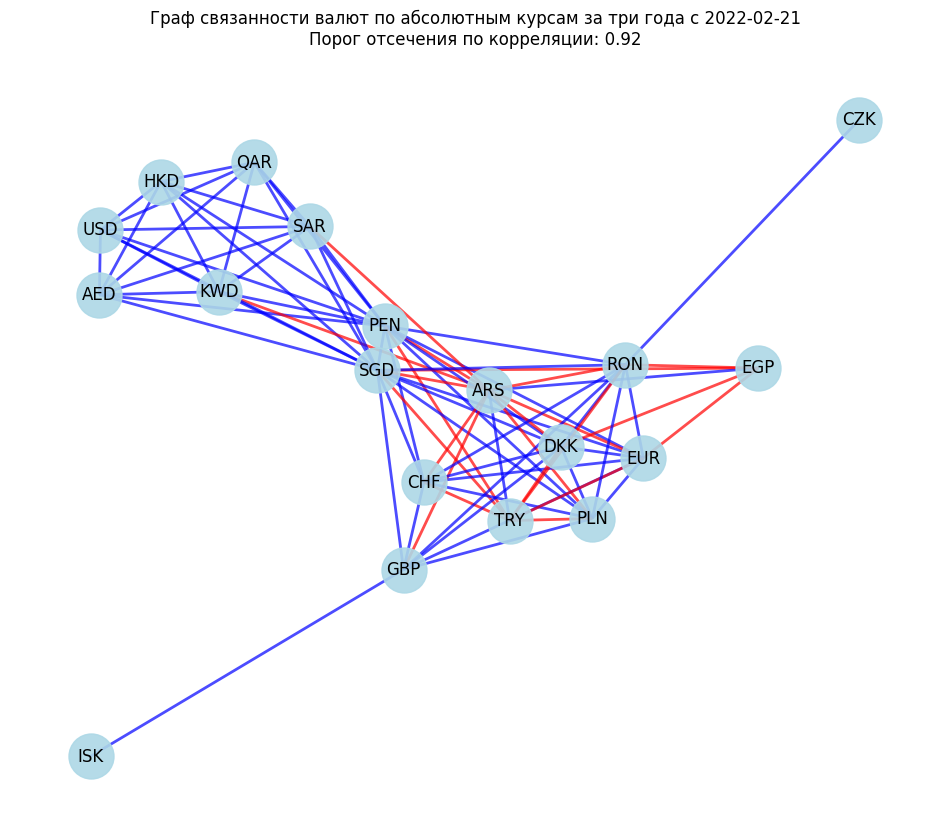 Граф связанности валют по абсолютным курсам за три года с 2022-02-21
Порог отсечения по корреляции: 0.92
CZK
QAR
HKD
SAR
USD
KWD
AED
PEN
RON
EGP
SGD
ARS
DKK
EUR
CHF
TRY
PLN
GBP
ISK